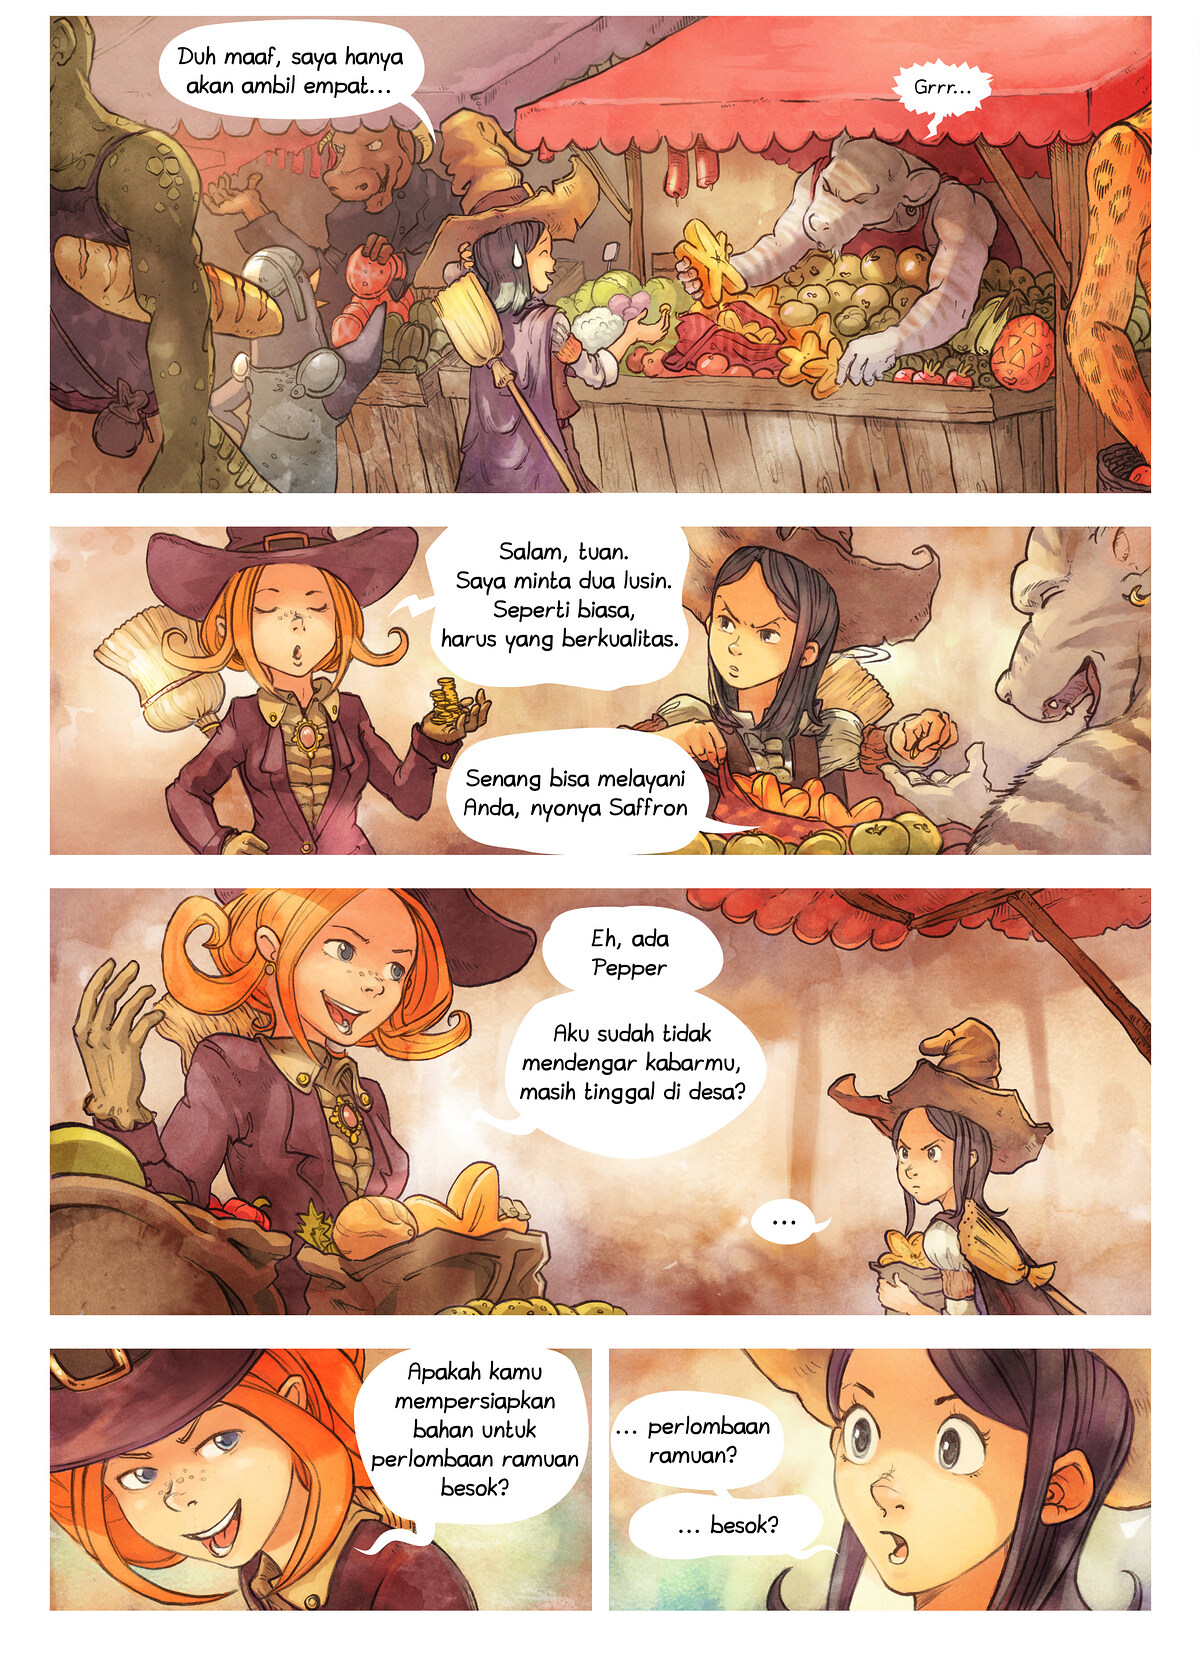 Duh maaf, saya hanya
akan ambil empat...
Grrr...
Salam, tuan.
Saya minta dua lusin.
Seperti biasa,
harus yang berkualitas.
Senang bisa melayani
Anda, nyonya Saffron
Eh, ada
Pepper
Aku sudah tidak
mendengar kabarmu,
masih tinggal di desa?
...
Apakah kamu
mempersiapkan
bahan untuk
perlombaan ramuan
besok?
... perlombaan
ramuan?
... besok?